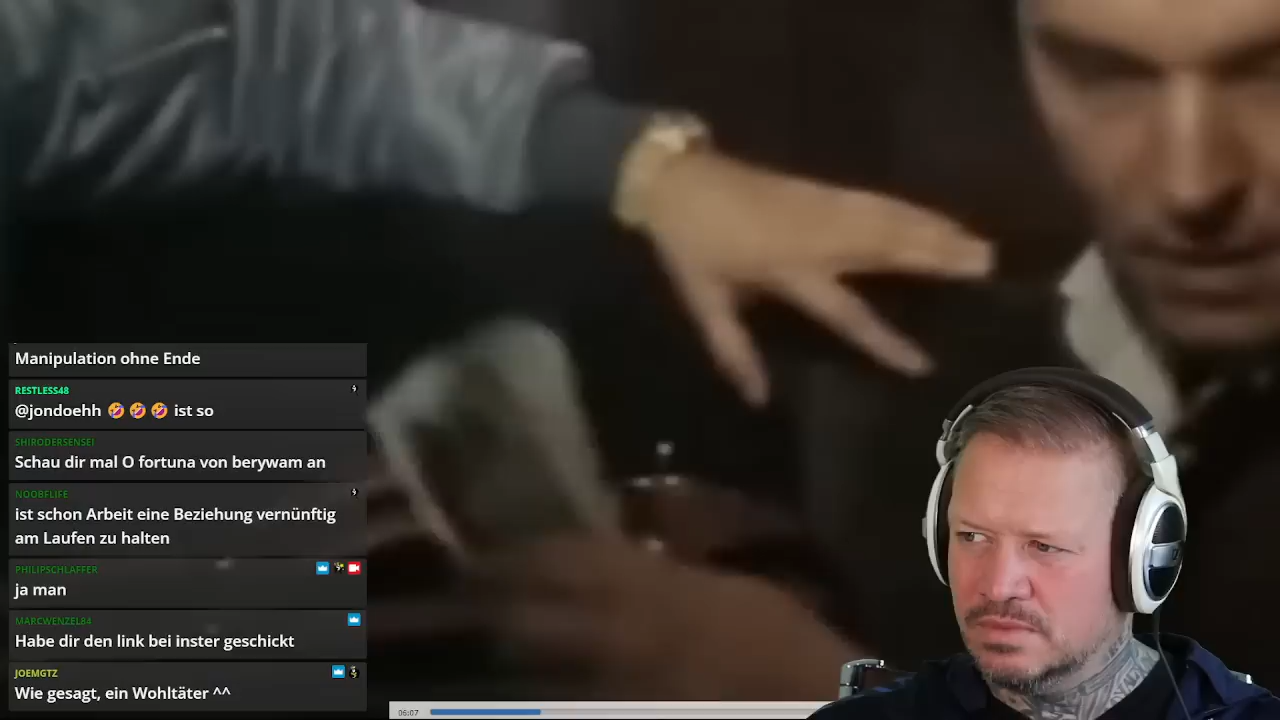 Manipulation ohne Ende
RESTLESS48
@jondoehh 🤣 🤣 🤣 ist so
SHIRODERSENSEI
Schau dir mal O fortuna von berywam an
NOOBFLIFE
ist schon Arbeit eine Beziehung vernünftig
am Laufen zu halten
PHILIPSCHLAFFER
ja man
MARCWENZEL84
Habe dir den link bei inster geschickt
JOEMGTZ
Wie gesagt, ein Wohltäter ^^
06:07